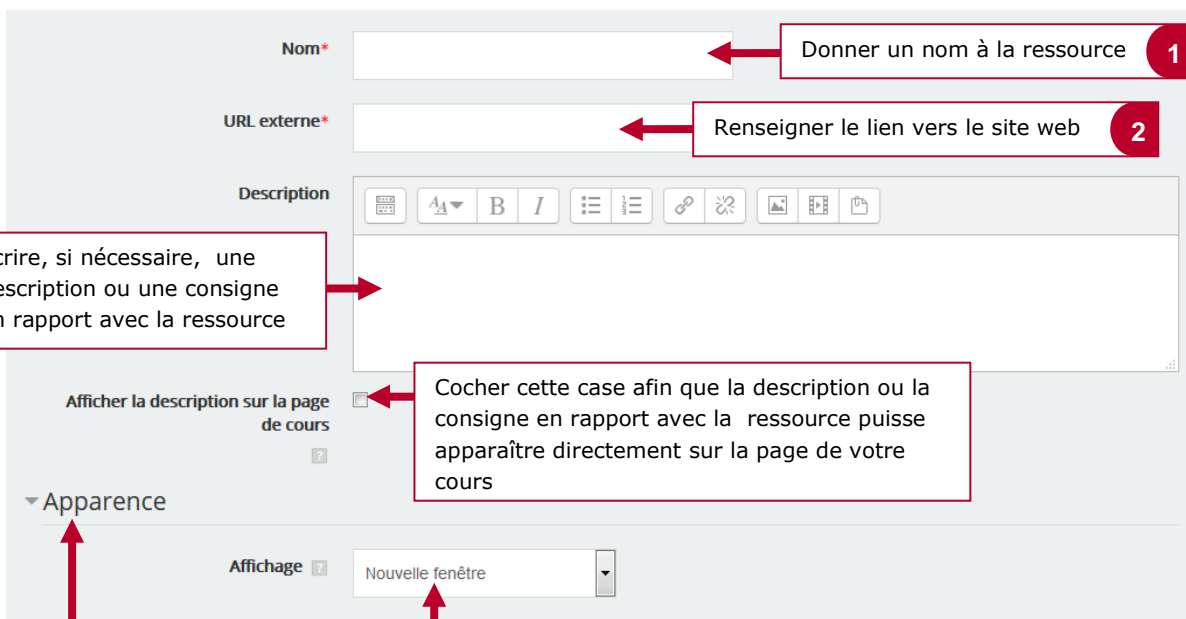 Nom*
Donner un nom à la ressource
1
URL externe*
Renseigner le lien vers le site web
2
Description
crire, si nécessaire, une
escription ou une consigne
n rapport avec la ressource
Afficher la description sur la page
de cours
?
Cocher cette case afin que la description ou la
consigne en rapport avec la ressource puisse
apparaître directement sur la page de votre
cours
Apparence
Affichage ?
Nouvelle fenêtre